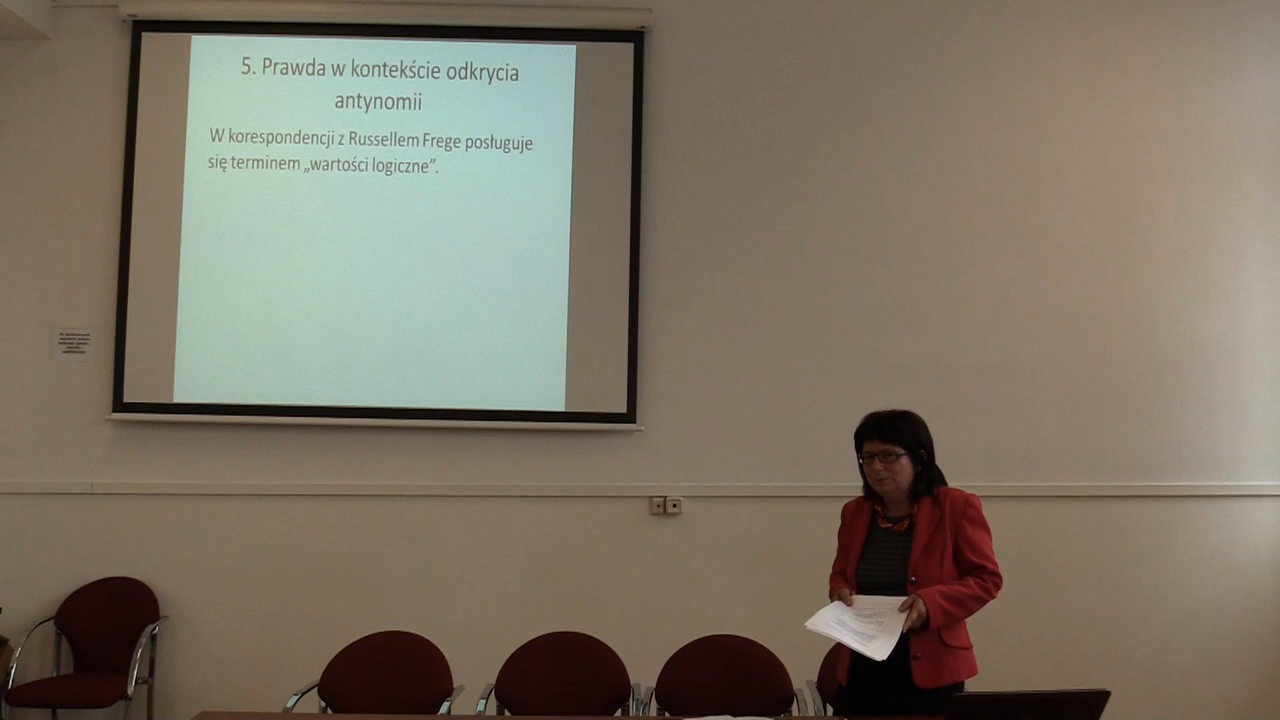 5. Prawda w kontekście odkrycia
antynomii
W korespondencji z Russellem Frege posługuje
się terminem „wartości logiczne”.